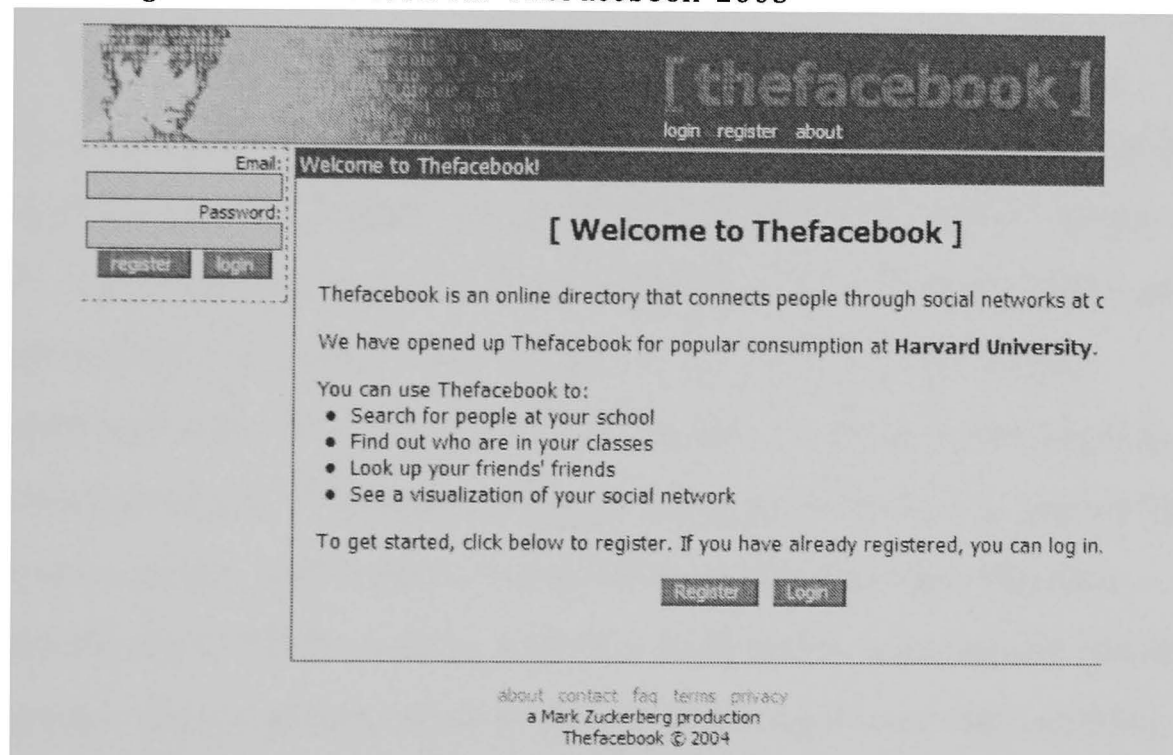 [ thefacebook ]
login register about
Email:
Password:
register login
Welcome to Thefacebook!
[ Welcome to Thefacebook ]
Thefacebook is an online directory that connects people through social networks at c
We have opened up Thefacebook for popular consumption at Harvard University.
You can use Thefacebook to:
• Search for people at your school
• Find out who are in your classes
• Look up your friends' friends
• See a visualization of your social network
To get started, click below to register. If you have already registered, you can log in.
Register Login
about contact faq terms privacy
a Mark Zuckerberg production
Thefacebook © 2004